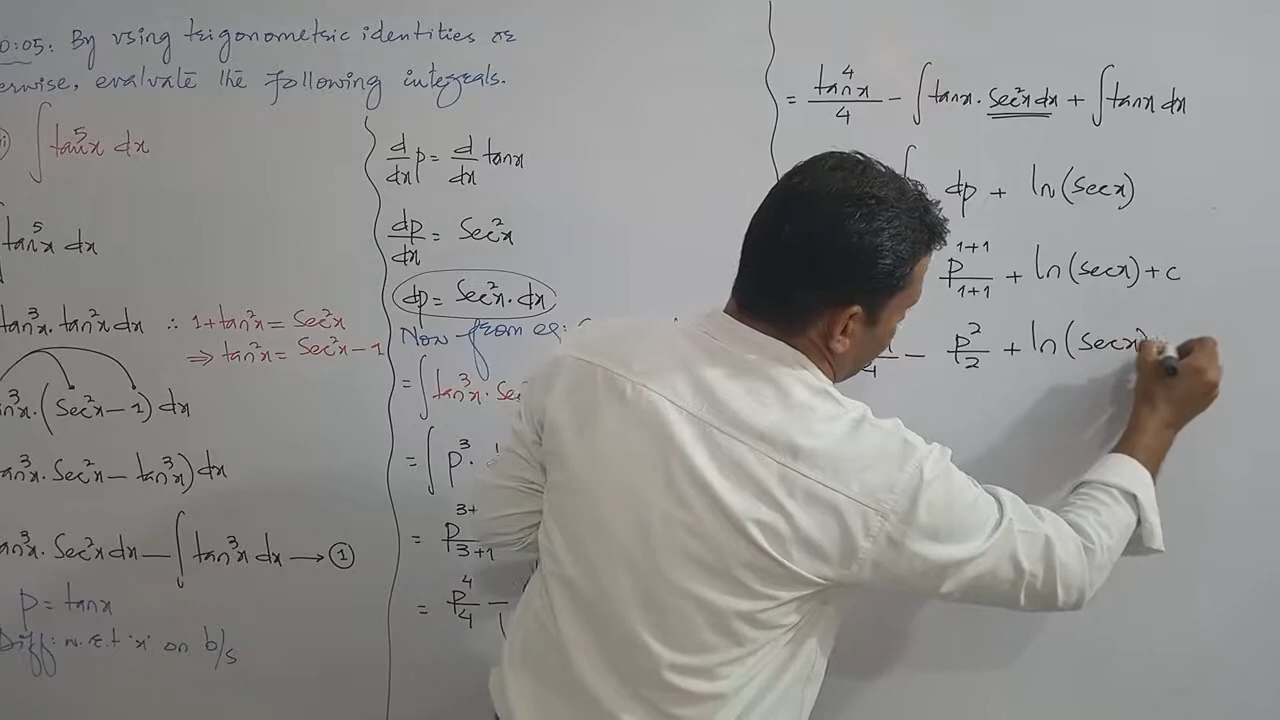 0:05: By using trigonometric identities or
erwise, evaluate the following integrals.
∫ tan⁵x dx
tan⁵x dx
tan³x . tan²x dx ∴ 1 + tan²x = Sec²x
⇒ tan²x = Sec²x − 1
an³x . (Sec²x − 1) dx
an³x . Sec²x − tan³x) dx
an³x . Sec²x dx − ∫ tan³x dx ⟶ ①
p = tanx
Diff: w.r.t 'x' on b/s
d/dx p = d/dx tanx
dp/dx = Sec²x
dp = Sec²x . dx
Now from eq:
= ∫ tan³x . Se
= ∫ p³ .
= p³⁺/3+1
= p⁴/4 −
= tan⁴x/4 − ∫ tanx . Sec²x dx + ∫ tanx dx
dp + ln(Secx)
p¹⁺¹/1+1 + ln(Secx) + c
4 − p²/2 + ln(Secx)